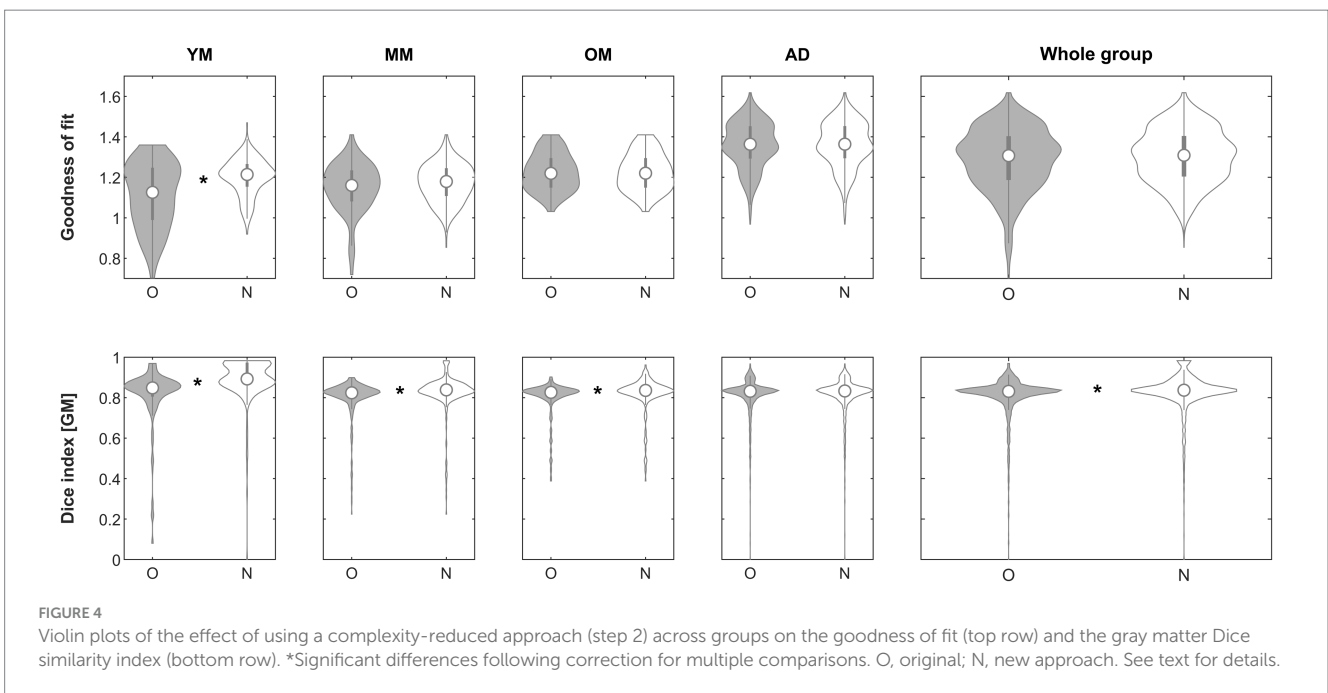 YM MM OM AD Whole group
Goodness of fit
1.6
1.4
1.2
1
0.8
* 
O N O N O N O N O N
Dice index [GM]
1
0.8
0.6
0.4
0.2
0
* * * *
O N O N O N O N O N
FIGURE 4
Violin plots of the effect of using a complexity-reduced approach (step 2) across groups on the goodness of fit (top row) and the gray matter Dice
similarity index (bottom row). *Significant differences following correction for multiple comparisons. O, original; N, new approach. See text for details.